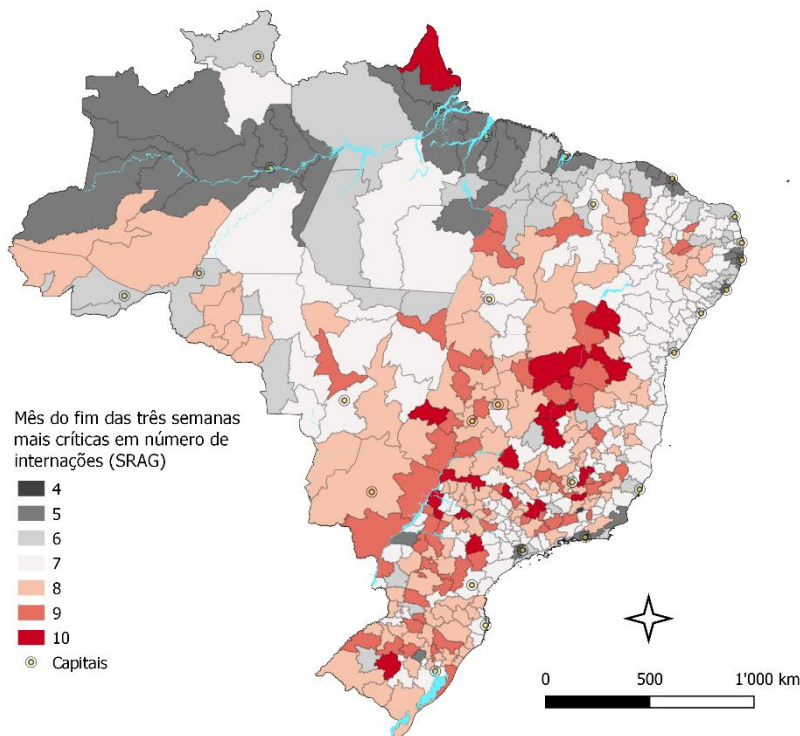 Mês do fim das três semanas
mais críticas em número de
internações (SRAG)
4
5
6
7
8
9
10
Capitais
0 500 1'000 km